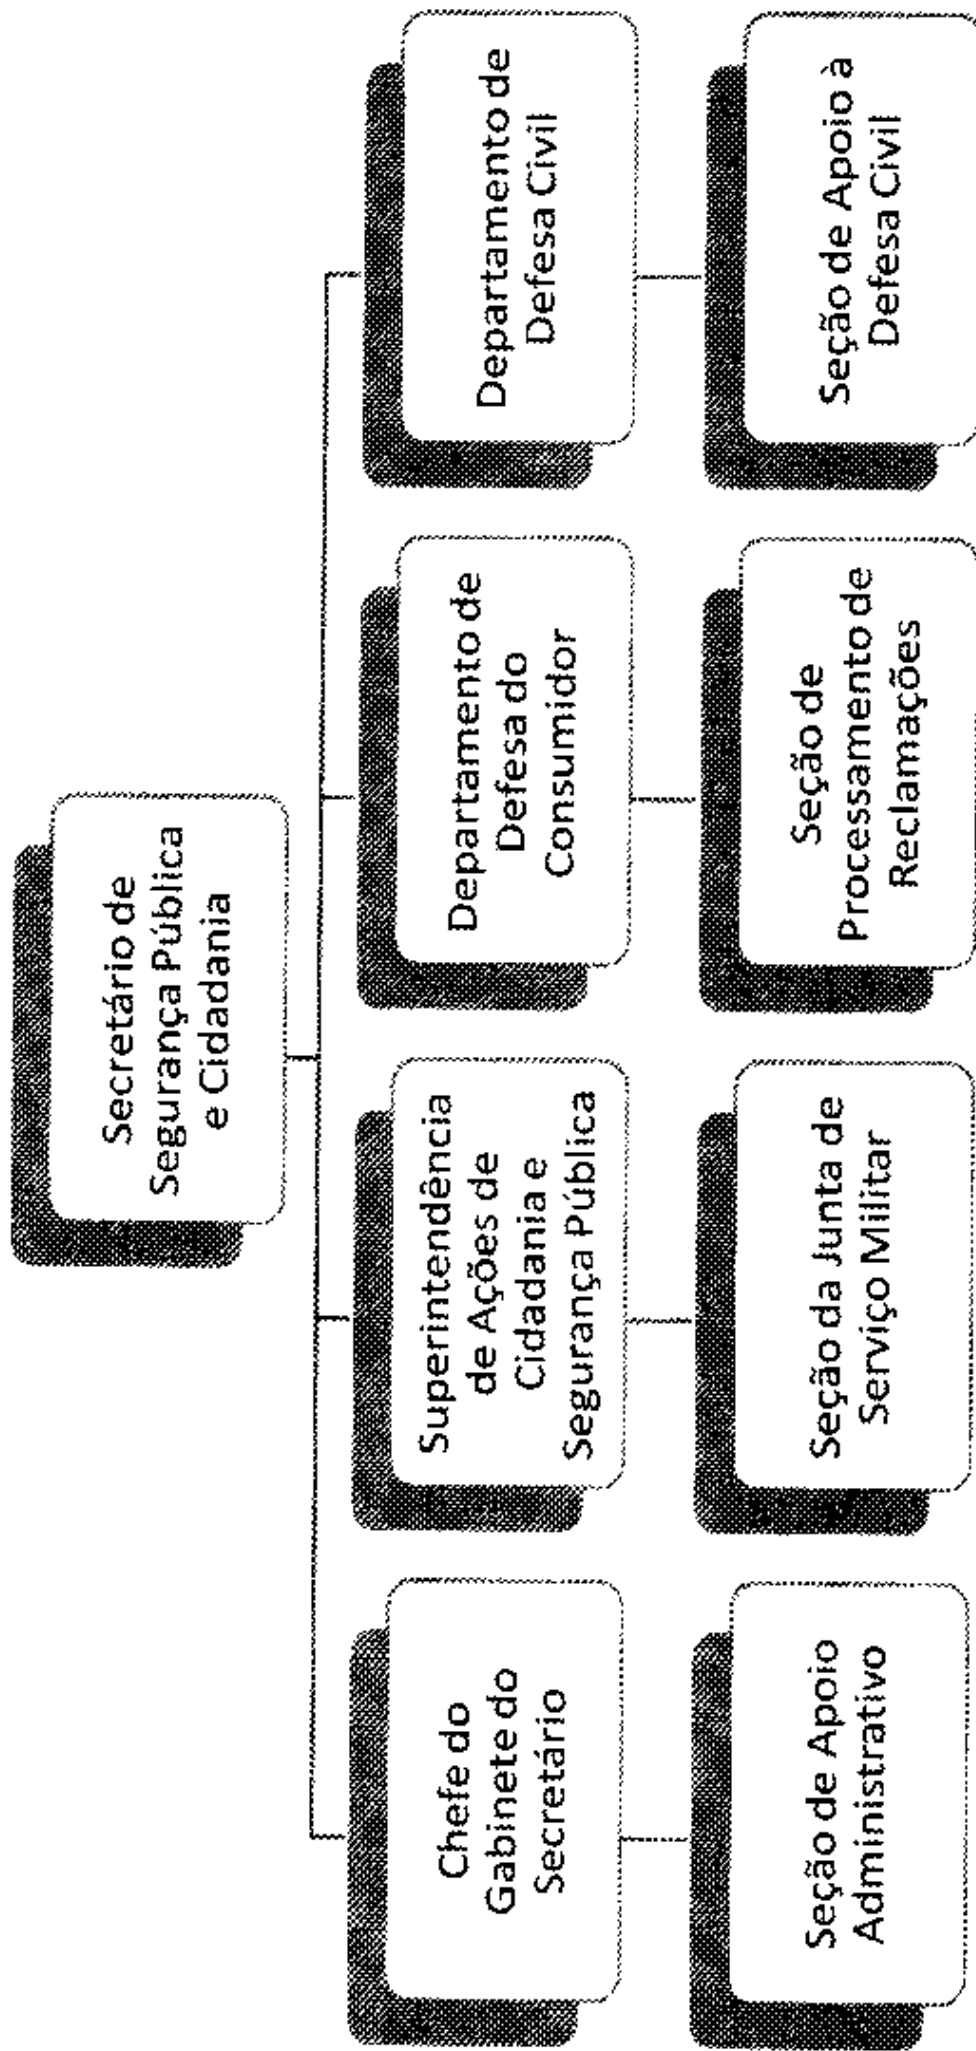 Secretário de
Segurança Pública
e Cidadania
Chefe do
Gabinete do
Secretário
Superintendência
de Ações de
Cidadania e
Segurança Pública
Departamento de
Defesa do
Consumidor
Departamento de
Defesa Civil
Seção de Apoio
Administrativo
Seção da Junta de
Serviço Militar
Seção de
Processamento de
Reclamações
Seção de Apoio à
Defesa Civil